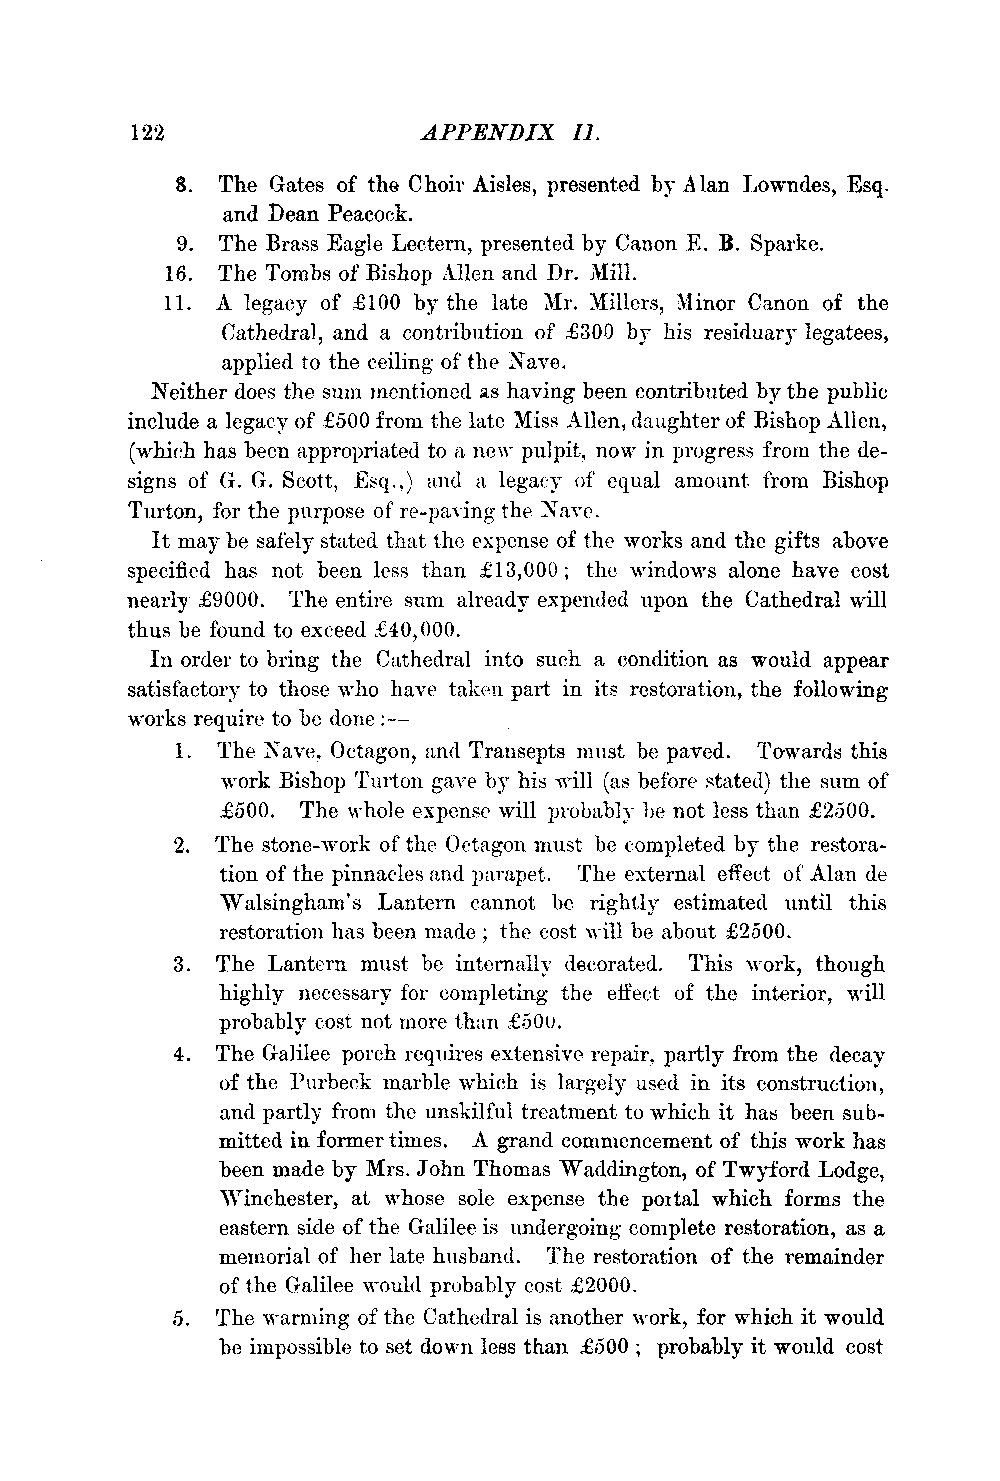 122 APPENDIX II.
8. The Gates of the Choir Aisles, presented by Alan Lowndes, Esq.
and Dean Peacock.
9. The Brass Eagle Lectern, presented by Canon E. B. Sparke.
16. The Tombs of Bishop Allen and Dr. Mill.
11. A legacy of £100 by the late Mr. Millers, Minor Canon of the
Cathedral, and a contribution of £300 by his residuary legatees,
applied to the ceiling of the Nave.
Neither does the sum mentioned as having been contributed by the public
include a legacy of £500 from the late Miss Allen, daughter of Bishop Allen,
(which has been appropriated to a new pulpit, now in progress from the de-
signs of G. G. Scott, Esq.,) and a legacy of equal amount from Bishop
Turton, for the purpose of re-paving the Nave.
It may be safely stated that the expense of the works and the gifts above
specified has not been less than £13,000; the windows alone have cost
nearly £9000. The entire sum already expended upon the Cathedral will
thus be found to exceed £40,000.
In order to bring the Cathedral into such a condition as would appear
satisfactory to those who have taken part in its restoration, the following
works require to be done :--
1. The Nave, Octagon, and Transepts must be paved. Towards this
work Bishop Turton gave by his will (as before stated) the sum of
£500. The whole expense will probably be not less than £2500.
2. The stone-work of the Octagon must be completed by the restora-
tion of the pinnacles and parapet. The external effect of Alan de
Walsingham's Lantern cannot be rightly estimated until this
restoration has been made; the cost will be about £2500.
3. The Lantern must be internally decorated. This work, though
highly necessary for completing the effect of the interior, will
probably cost not more than £500.
4. The Galilee porch requires extensive repair, partly from the decay
of the Purbeck marble which is largely used in its construction,
and partly from the unskilful treatment to which it has been sub-
mitted in former times. A grand commencement of this work has
been made by Mrs. John Thomas Waddington, of Twyford Lodge,
Winchester, at whose sole expense the portal which forms the
eastern side of the Galilee is undergoing complete restoration, as a
memorial of her late husband. The restoration of the remainder
of the Galilee would probably cost £2000.
5. The warming of the Cathedral is another work, for which it would
be impossible to set down less than £500; probably it would cost